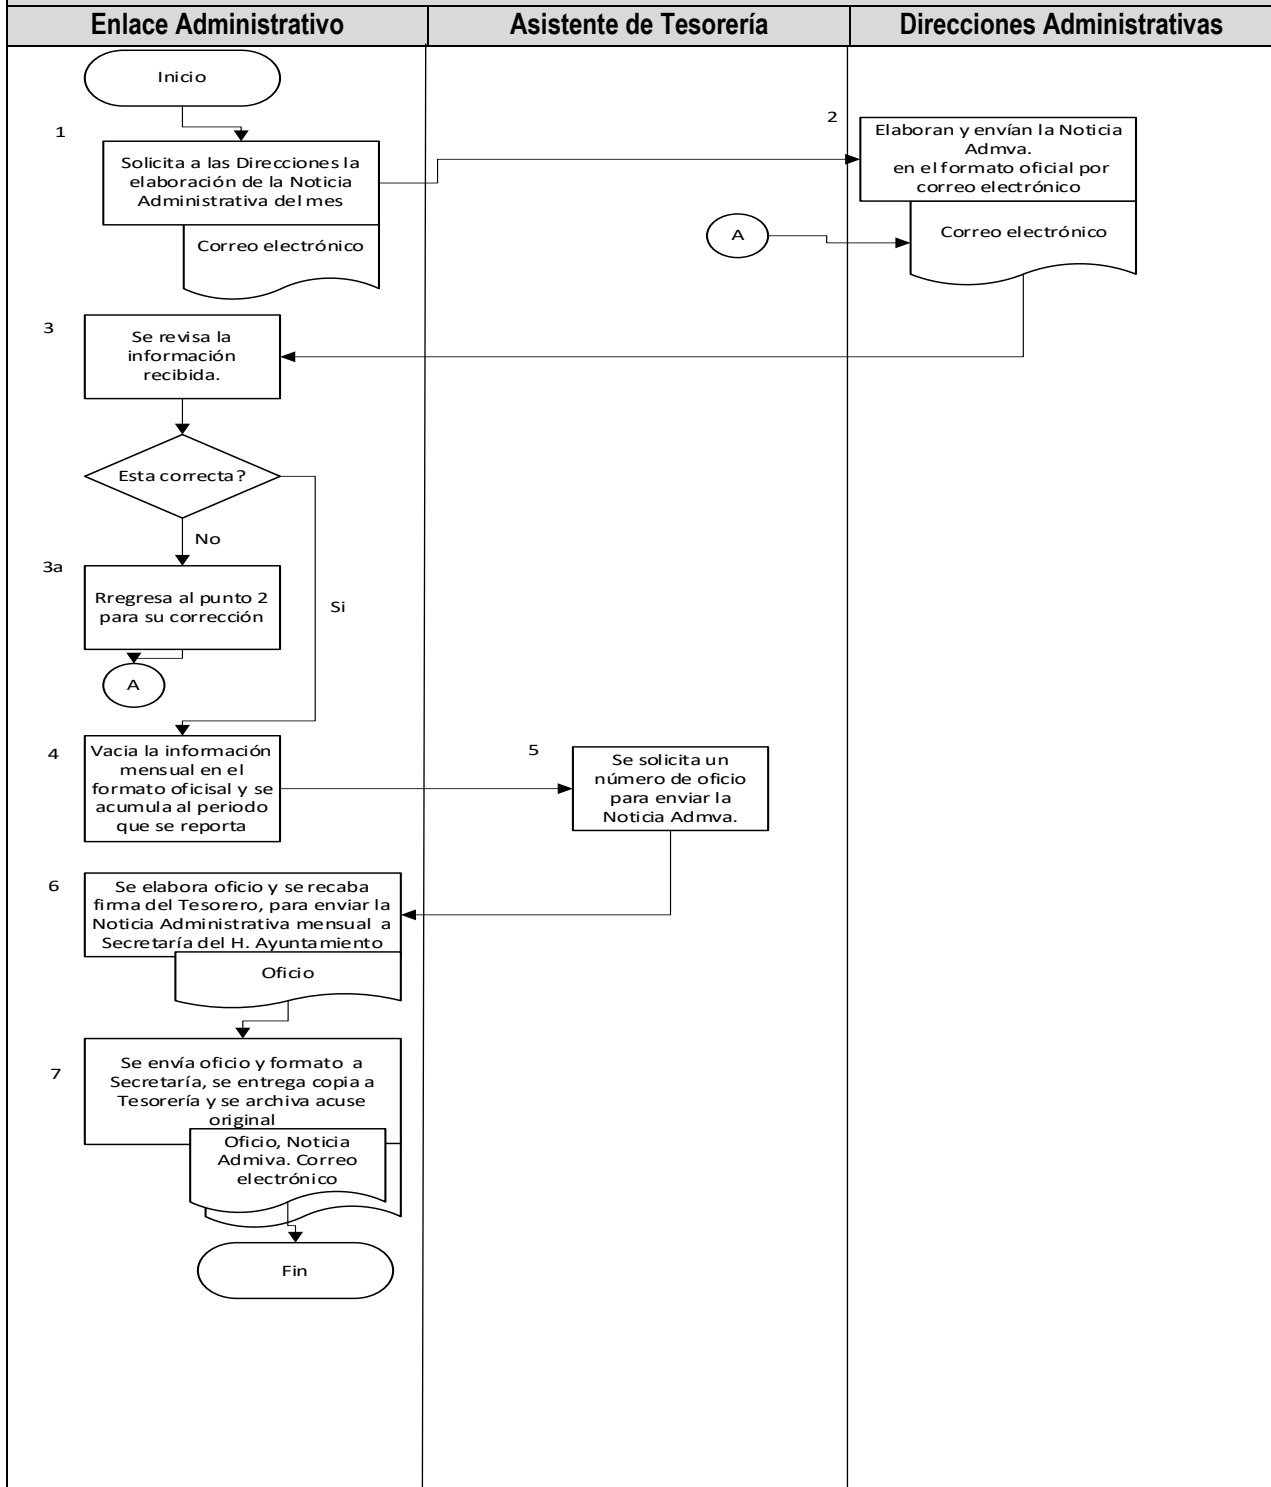 Enlace Administrativo
Asistente de Tesorería
Direcciones Administrativas
Inicio
1
Solicita a las Direcciones la
elaboración de la Noticia
Administrativa del mes
Correo electrónico
2
Elaboran y envían la Noticia
Admva.
en el formato oficial por
correo electrónico
Correo electrónico
A
3
Se revisa la
información
recibida.
Esta correcta?
No
Si
3a
Rregresa al punto 2
para su corrección
A
4
Vacia la información
mensual en el
formato oficisal y se
acumula al periodo
que se reporta
5
Se solicita un
número de oficio
para enviar la
Noticia Admva.
6
Se elabora oficio y se recaba
firma del Tesorero, para enviar la
Noticia Administrativa mensual a
Secretaría del H. Ayuntamiento
Oficio
7
Se envía oficio y formato a
Secretaría, se entrega copia a
Tesorería y se archiva acuse
original
Oficio, Noticia
Admiva. Correo
electrónico
Fin